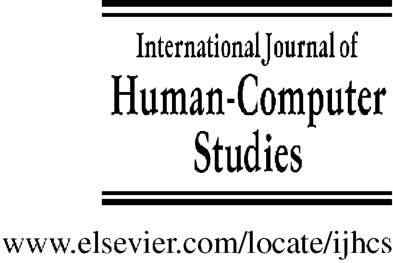 International Journal of
Human-Computer
Studies
www.elsevier.com/locate/ijhcs